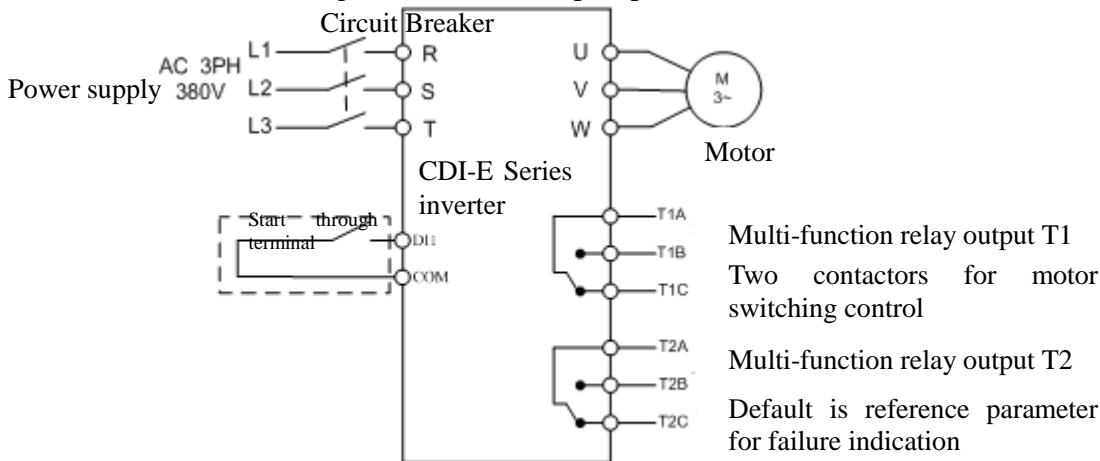 Circuit Breaker
L1
R
U
AC 3PH
Power supply 380V
L2
S
V
M
3~
L3
T
W
Motor
CDI-E Series
inverter
Start through
terminal
DI1
COM
T1A
T1B
T1C
Multi-function relay output T1
Two contactors for motor
switching control
T2A
T2B
T2C
Multi-function relay output T2
Default is reference parameter
for failure indication